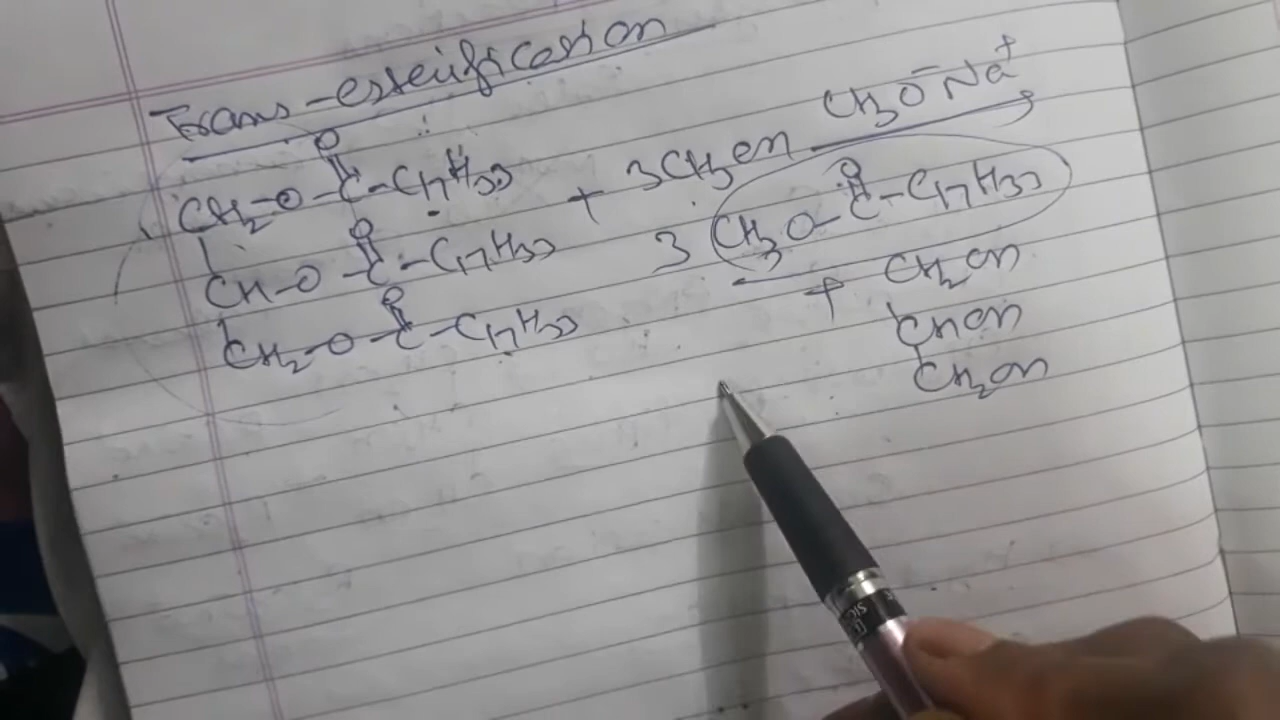 Trans-esterification
CH2-O-C-C17H33 + 3CH3OH CH3O-Na+
O
CH-O C-C17H33 3 CH3O-C-C17H33
O O
CH2-O-C-C17H33 + CH2OH
O CHOH
CH2OH